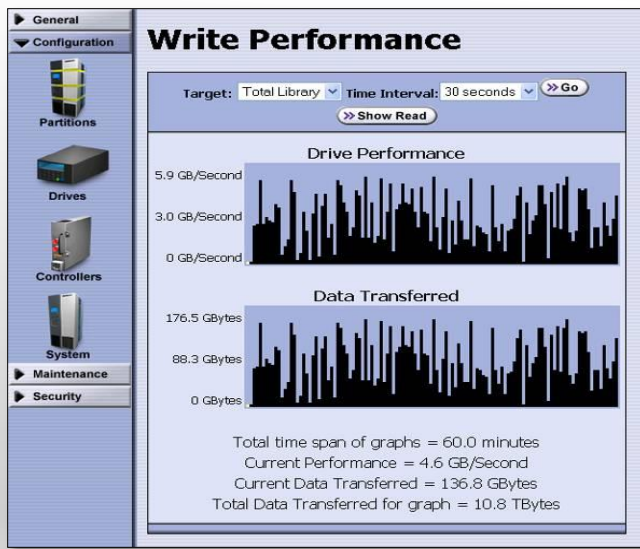 General
Configuration
Partitions
Drives
Controllers
System
Maintenance
Security
Write Performance
Target: Total Library Time Interval: 30 seconds >> Go
>> Show Read
Drive Performance
5.9 GB/Second
3.0 GB/Second
0 GB/Second
Data Transferred
176.5 GBytes
88.3 GBytes
0 GBytes
Total time span of graphs = 60.0 minutes
Current Performance = 4.6 GB/Second
Current Data Transferred = 136.8 GBytes
Total Data Transferred for graph = 10.8 TBytes